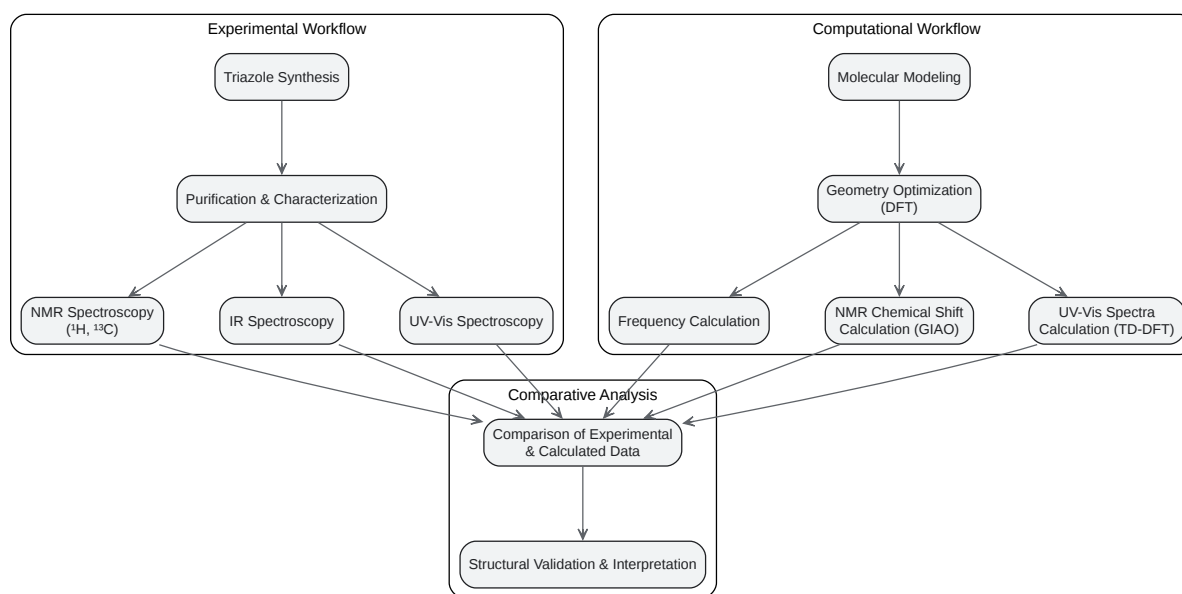 Experimental Workflow
Triazole Synthesis
Purification & Characterization
NMR Spectroscopy
(¹H, ¹³C)
IR Spectroscopy
UV-Vis Spectroscopy
Computational Workflow
Molecular Modeling
Geometry Optimization
(DFT)
Frequency Calculation
NMR Chemical Shift
Calculation (GIAO)
UV-Vis Spectra
Calculation (TD-DFT)
Comparative Analysis
Comparison of Experimental
& Calculated Data
Structural Validation & Interpretation